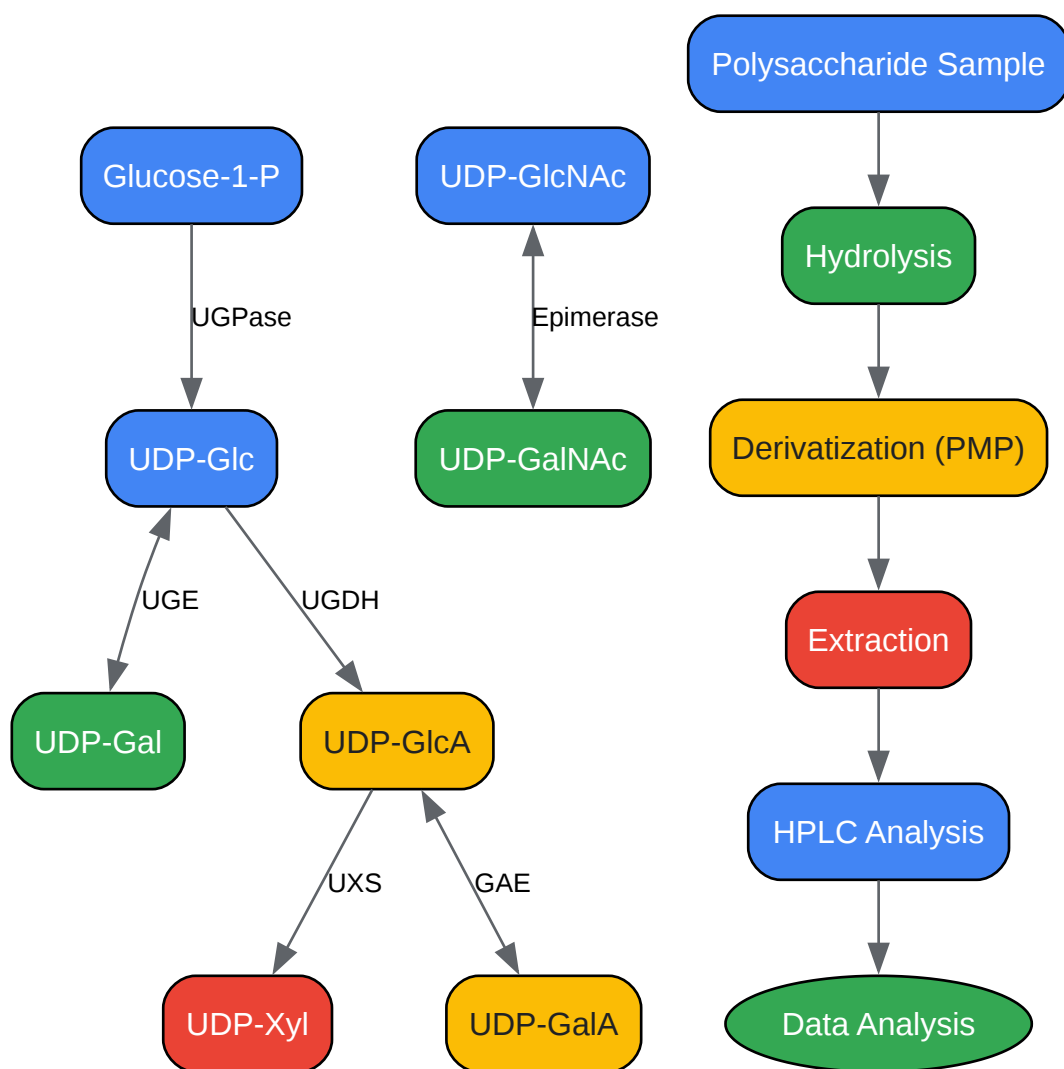 Glucose-1-P
UGPase
UDP-Glc
UGE
UGDH
UDP-Gal
UDP-GlcA
UXS
GAE
UDP-Xyl
UDP-GalA
UDP-GlcNAc
Epimerase
UDP-GalNAc
Polysaccharide Sample
Hydrolysis
Derivatization (PMP)
Extraction
HPLC Analysis
Data Analysis